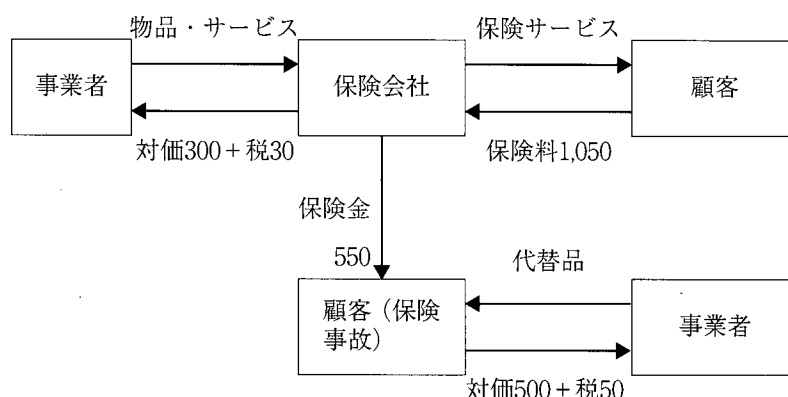 物品・サービス
保険サービス
事業者
保険会社
顧客
対価300+税30
保険料1,050
保険金
550
代替品
顧客(保険
事故)
事業者
対価500+税50